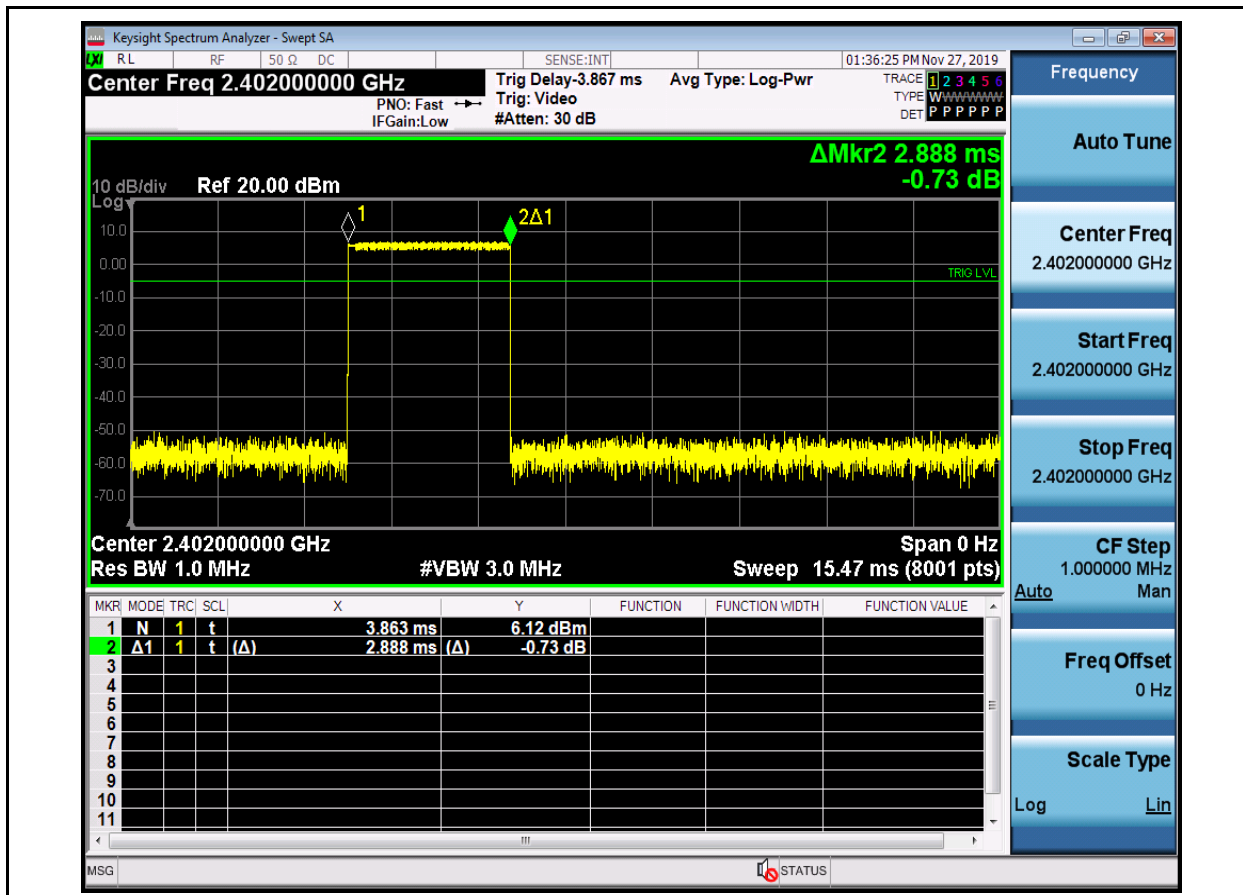 Keysight Spectrum Analyzer - Swept SA
LXI RL RF 50 Ω DC SENSE:INT 01:36:25 PM Nov 27, 2019
Center Freq 2.402000000 GHz
PNO: Fast
IFGain:Low
Trig Delay-3.867 ms
Trig: Video
#Atten: 30 dB
Avg Type: Log-Pwr
TRACE 1 2 3 4 5 6
TYPE WWWWWW
DET P P P P P P
ΔMkr2 2.888 ms
-0.73 dB
10 dB/div Ref 20.00 dBm
Log
1
2Δ1
10.0
0.00
TRIG LVL
-10.0
-20.0
-30.0
-40.0
-50.0
-60.0
-70.0
Center 2.402000000 GHz Span 0 Hz
Res BW 1.0 MHz #VBW 3.0 MHz Sweep 15.47 ms (8001 pts)
MKR MODE TRC SCL X Y FUNCTION FUNCTION WIDTH FUNCTION VALUE
1 N 1 t 3.863 ms 6.12 dBm
2 Δ1 1 t (Δ) 2.888 ms (Δ) -0.73 dB
3
4
5
6
7
8
9
10
11
MSG STATUS
Frequency
Auto Tune
Center Freq
2.402000000 GHz
Start Freq
2.402000000 GHz
Stop Freq
2.402000000 GHz
CF Step
1.000000 MHz
Auto Man
Freq Offset
0 Hz
Scale Type
Log Lin